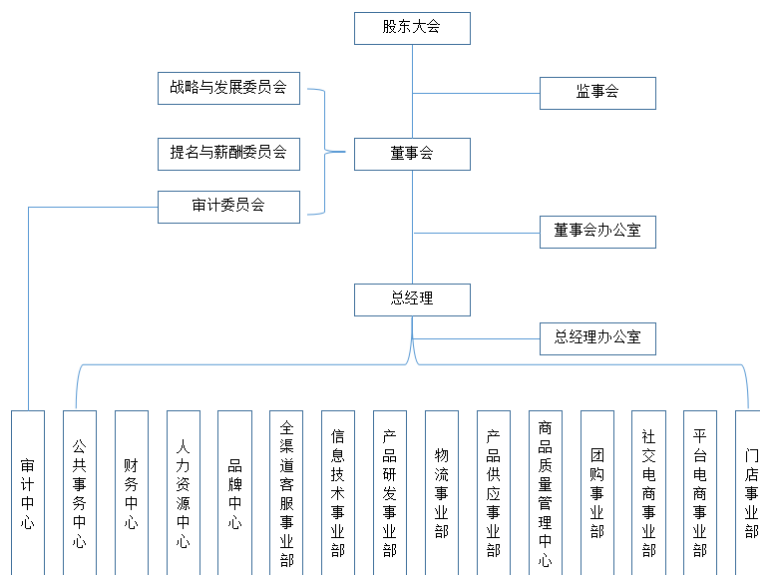 股东大会
战略与发展委员会
监事会
提名与薪酬委员会
董事会
审计委员会
董事会办公室
总经理
总经理办公室
审计中心
公共事务中心
财务中心
人力资源中心
品牌中心
全渠道客服事业部
信息技术事业部
产品研发事业部
物流事业部
产品供应事业部
商品质量管理中心
团购事业部
社交电商事业部
平台电商事业部
门店事业部